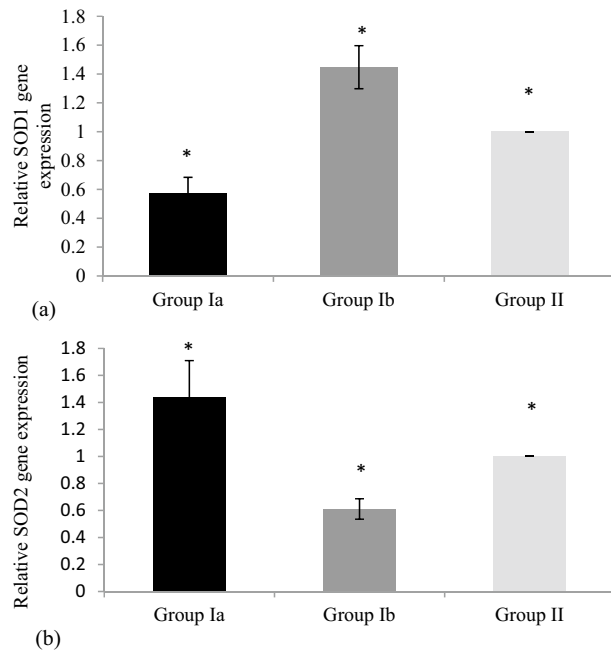 Relative SOD1 gene
expression
1.8
1.6
1.4
1.2
1
0.8
0.6
0.4
0.2
0
*
*
*
Group Ia
Group Ib
Group II
(a)
Relative SOD2 gene expression
1.8
1.6
1.4
1.2
1
0.8
0.6
0.4
0.2
0
*
*
*
Group Ia
Group Ib
Group II
(b)